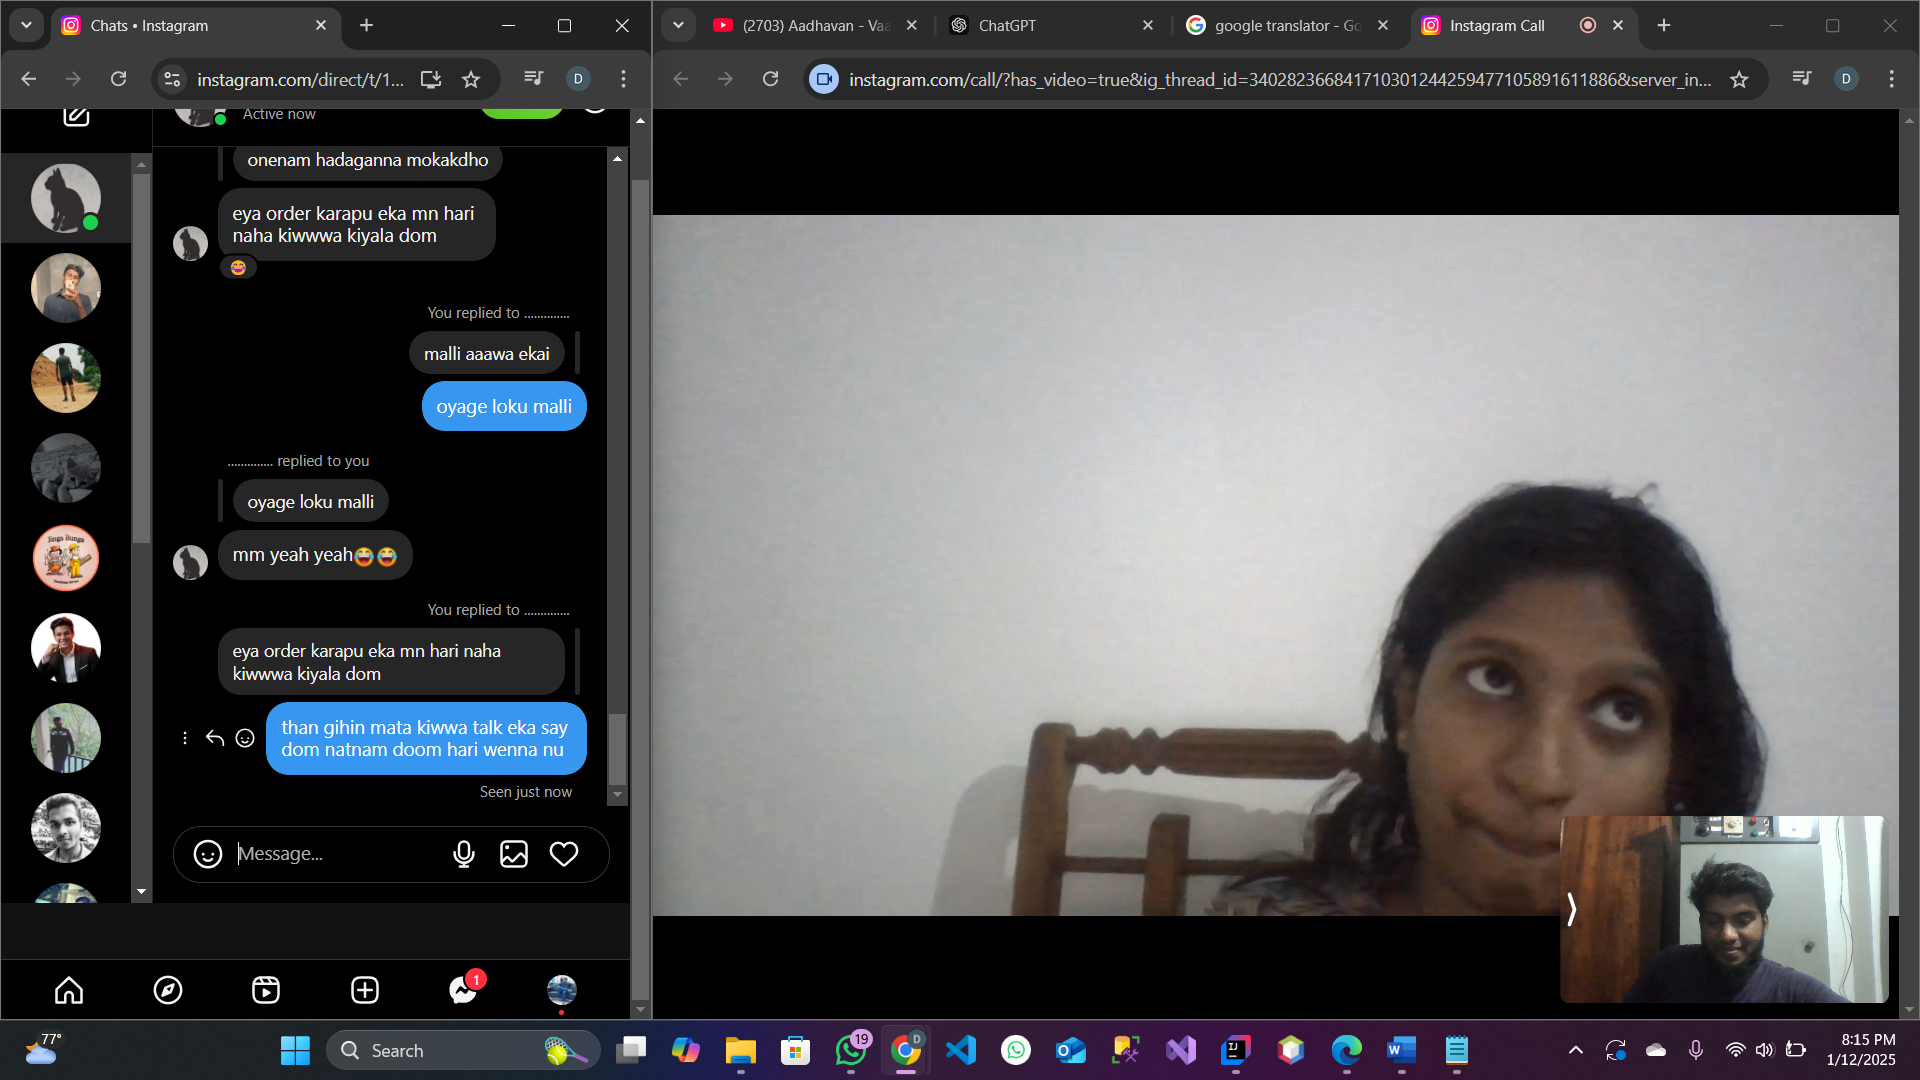 Chats • Instagram
instagram.com/direct/t/1...
D
Active now
onenam hadaganna mokakdho
eya order karapu eka mn hari
naha kiwwwa kiyala dom
You replied to ..............
malli aaawa ekai
oyage loku malli
.............. replied to you
oyage loku malli
mm yeah yeah😂😂
You replied to ..............
eya order karapu eka mn hari naha
kiwwwa kiyala dom
than gihin mata kiwwa talk eka say
dom natnam doom hari wenna nu
Seen just now
Message...
Jinga Bunga
1
(2703) Aadhavan - Vaa
ChatGPT
google translator - Go
Instagram Call
instagram.com/call/?has_video=true&ig_thread_id=340282366841710301244259477105891611886&server_in...
D
77°
Search
19
D
8:15 PM
1/12/2025